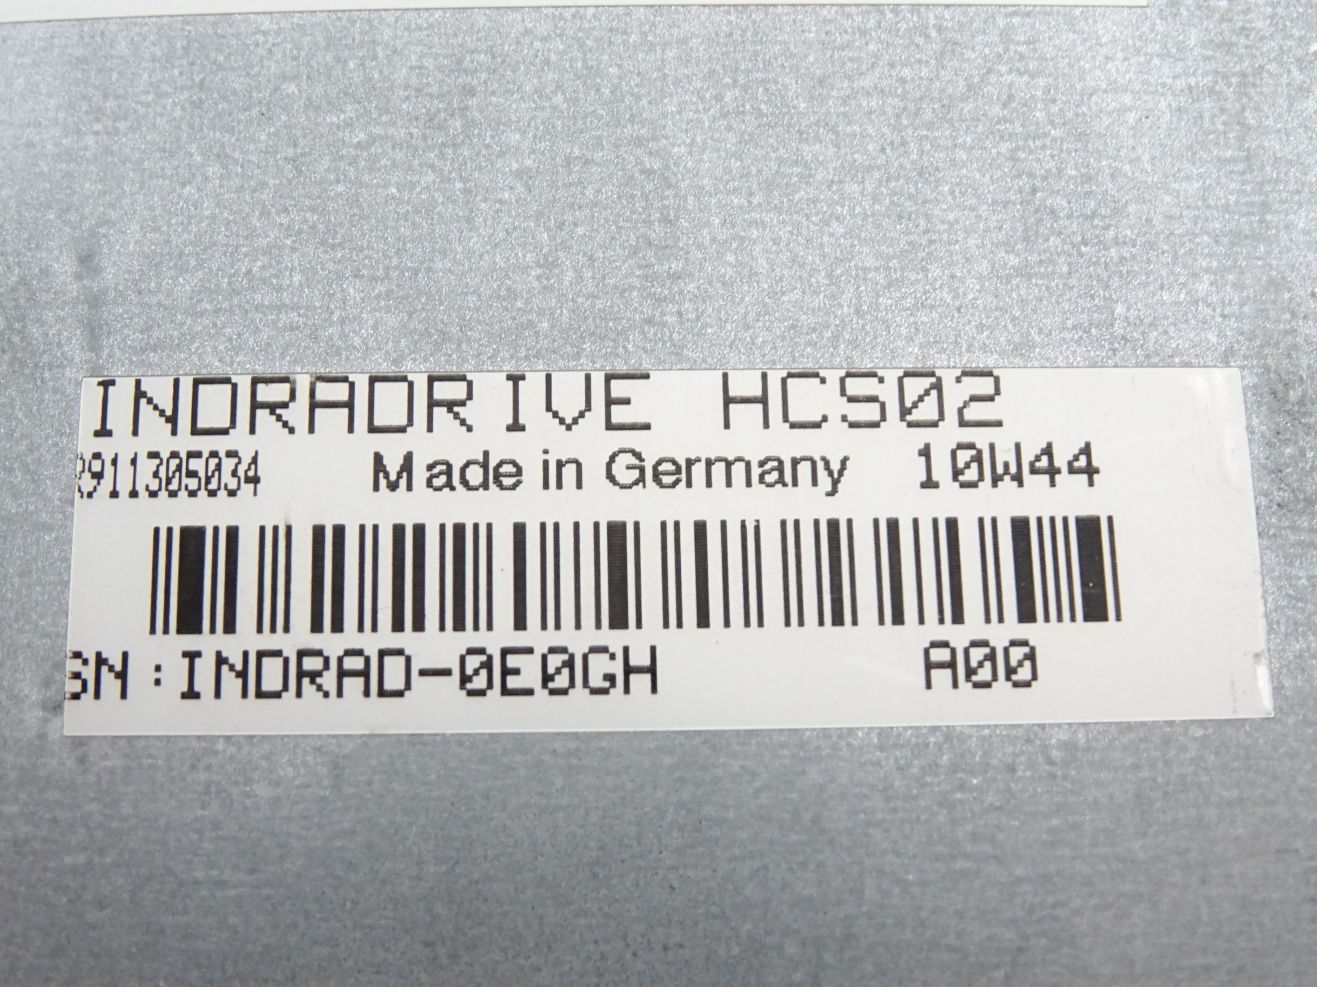 INDRADRIVE HCS02
R911305034 Made in Germany 10W44
SN:INDRAD-0E0GH A00